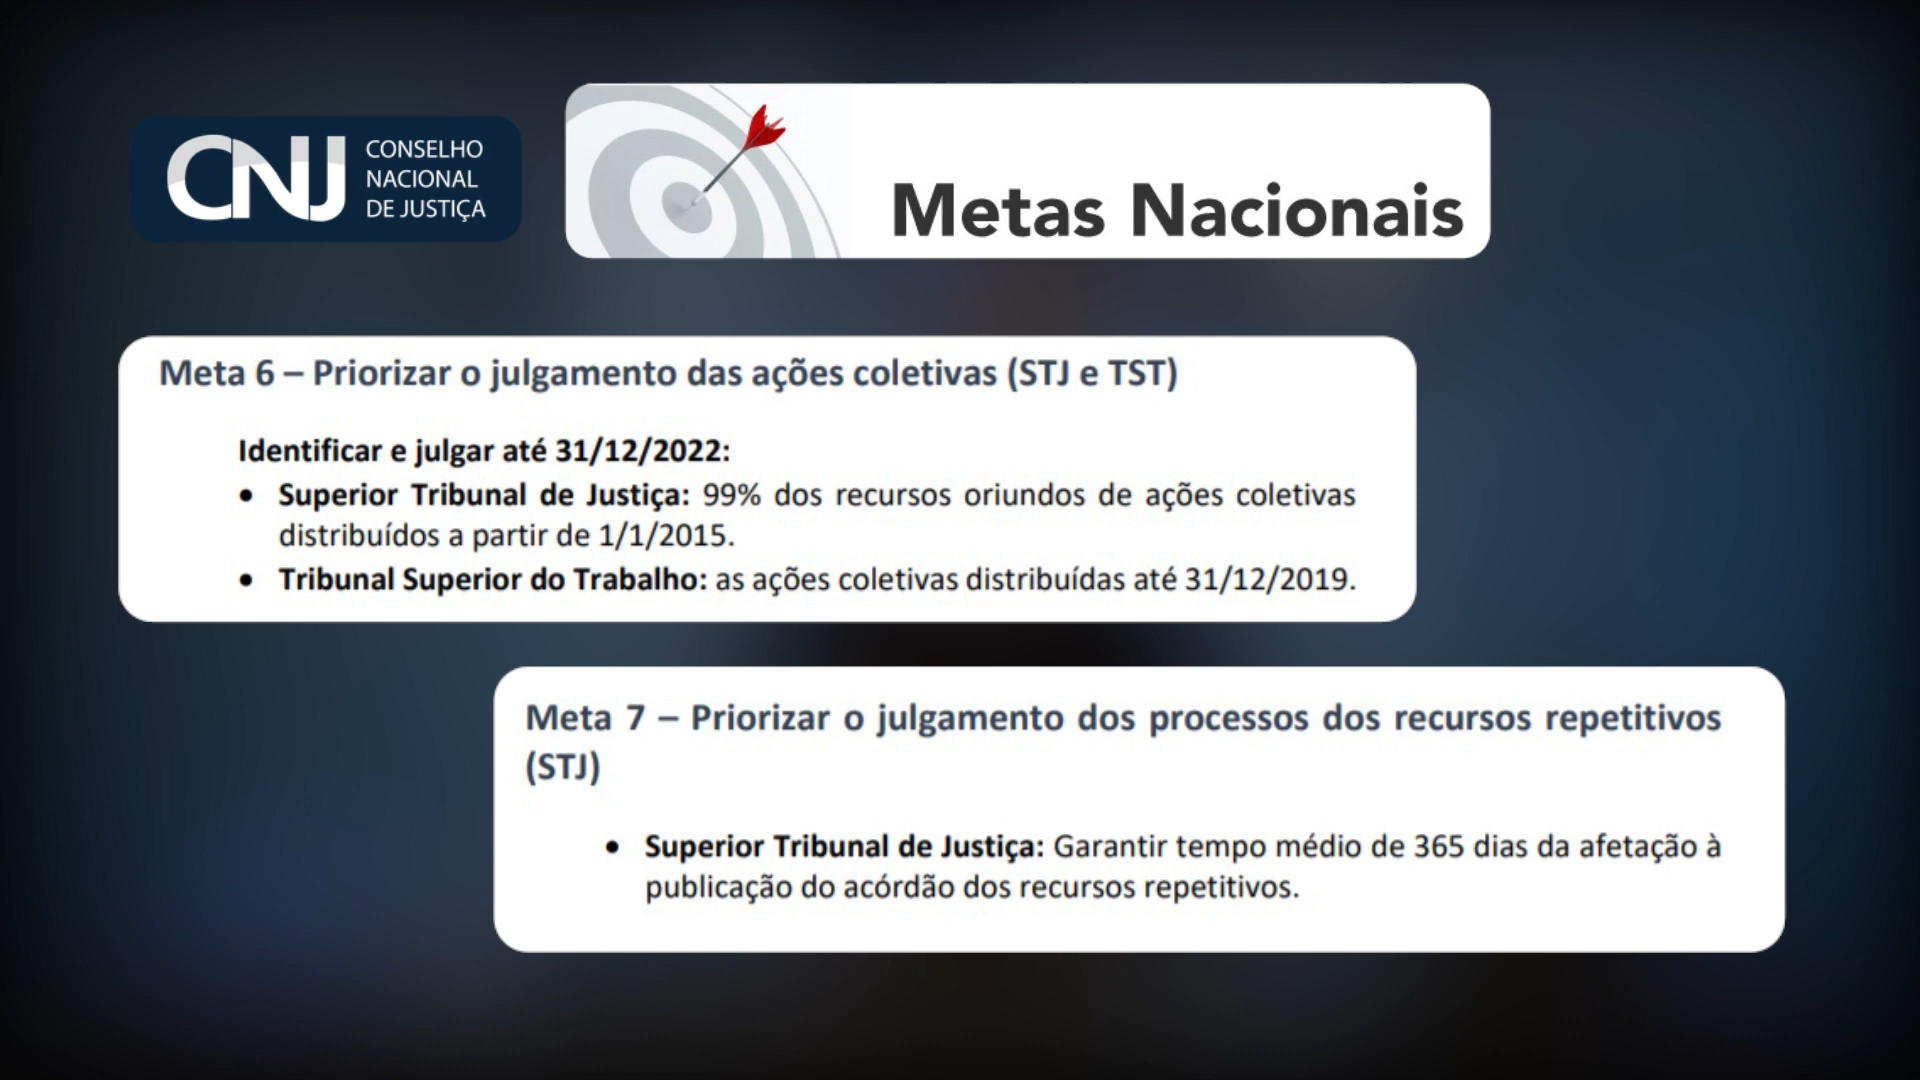 CNJ
CONSELHO
NACIONAL
DE JUSTIÇA
Metas Nacionais
Meta 6 – Priorizar o julgamento das ações coletivas (STJ e TST)
Identificar e julgar até 31/12/2022:
• Superior Tribunal de Justiça: 99% dos recursos oriundos de ações coletivas
distribuídos a partir de 1/1/2015.
• Tribunal Superior do Trabalho: as ações coletivas distribuídas até 31/12/2019.
Meta 7 – Priorizar o julgamento dos processos dos recursos repetitivos
(STJ)
• Superior Tribunal de Justiça: Garantir tempo médio de 365 dias da afetação à
publicação do acórdão dos recursos repetitivos.